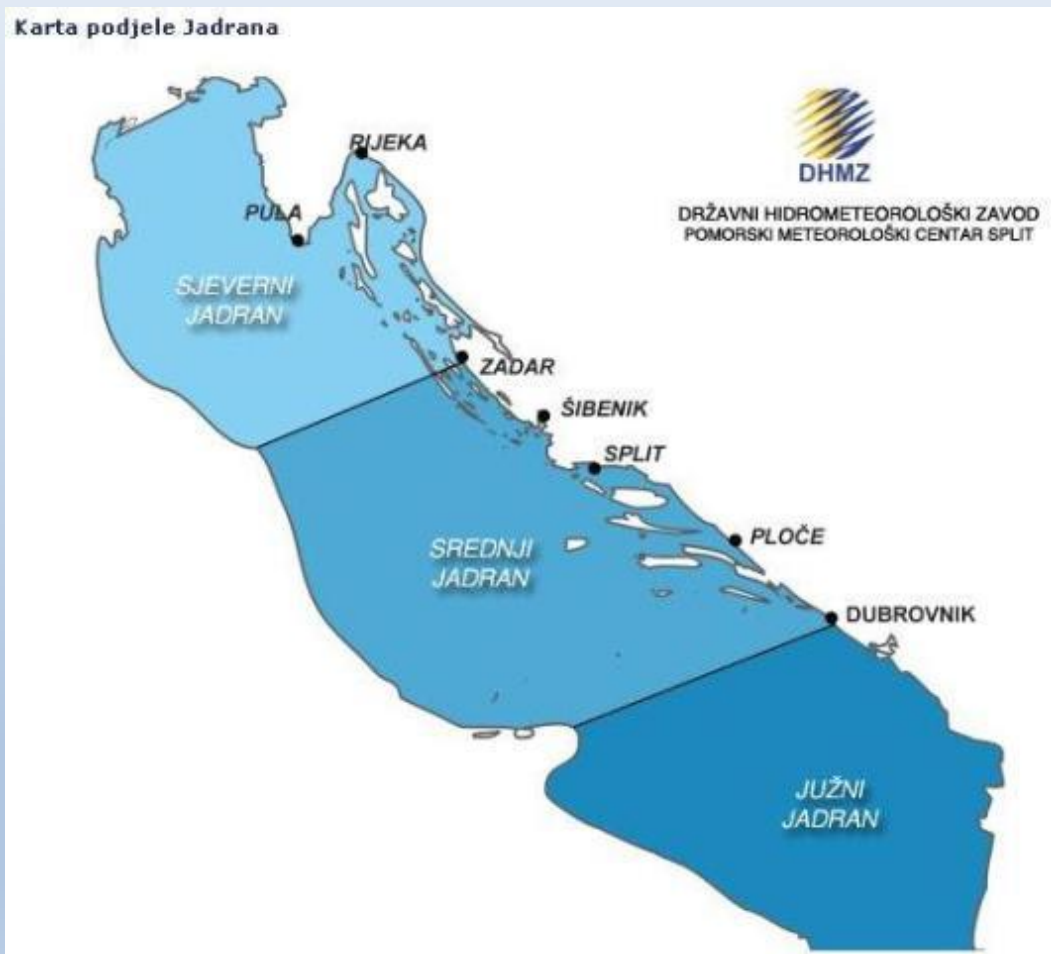 Karta podjele Jadrana
DHMZ
DRŽAVNI HIDROMETEOROLOŠKI ZAVOD
POMORSKI METEOROLOŠKI CENTAR SPLIT
RIJEKA
PULA
SJEVERNI
JADRAN
ZADAR
ŠIBENIK
SPLIT
PLOČE
SREDNJI
JADRAN
DUBROVNIK
JUŽNI
JADRAN